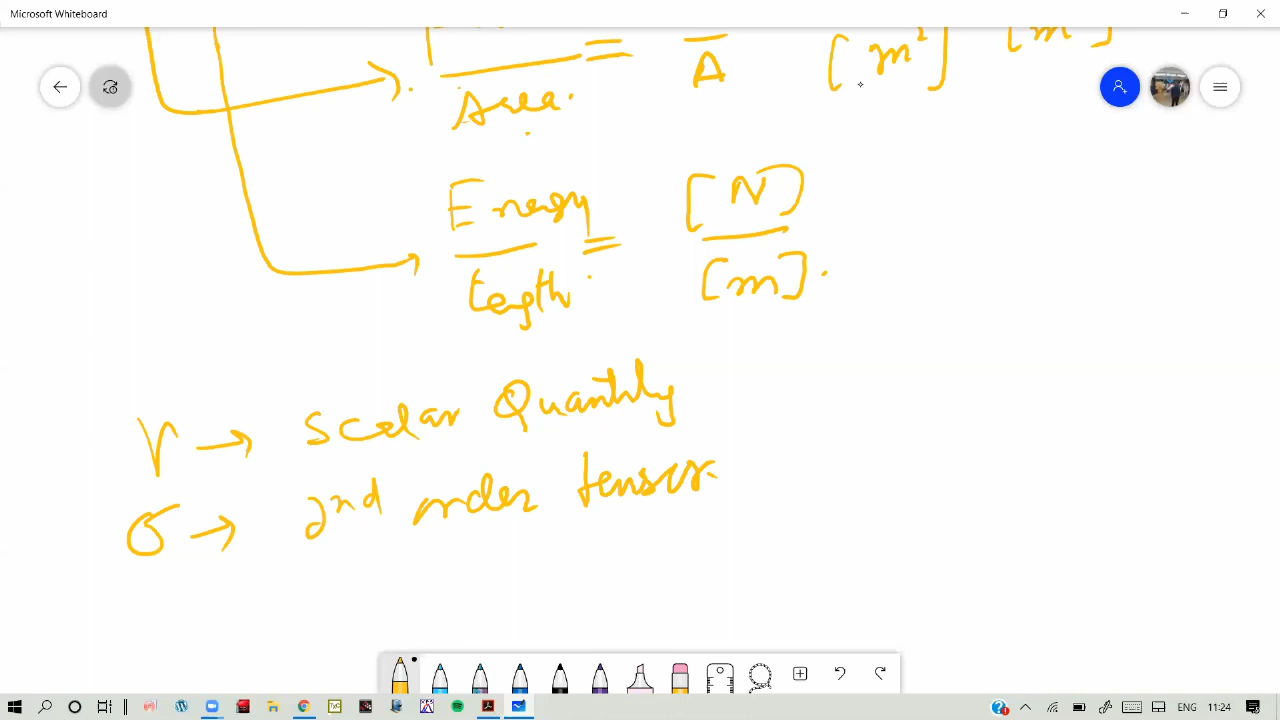 Microsoft Whiteboard
[m²] [m]
Area. A
Energy = [N]
Length [m].
γ → Scalar Quantity
σ → 2nd order tensor
ENG 11:24